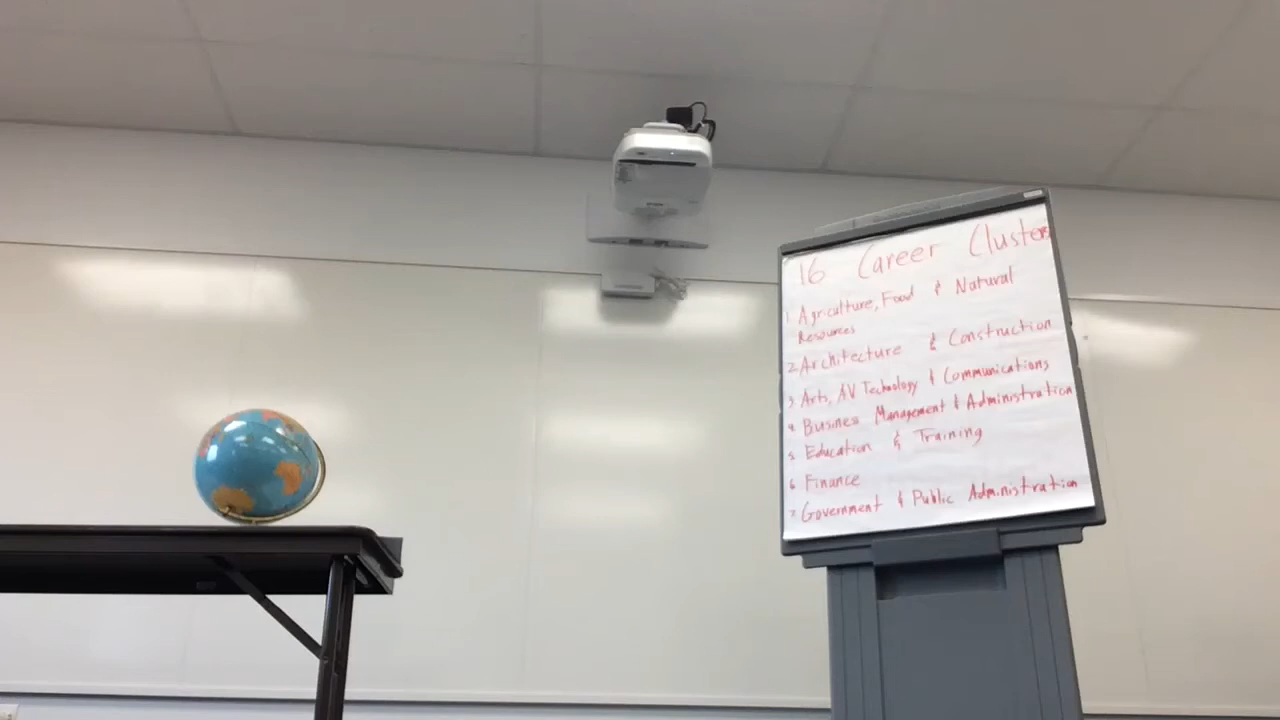 16 Career Clusters
1. Agriculture, Food & Natural
Resources
2. Architecture & Construction
3. Arts, AV Technology & Communications
4. Business Management & Administration
5. Education & Training
6. Finance
7. Government & Public Administration